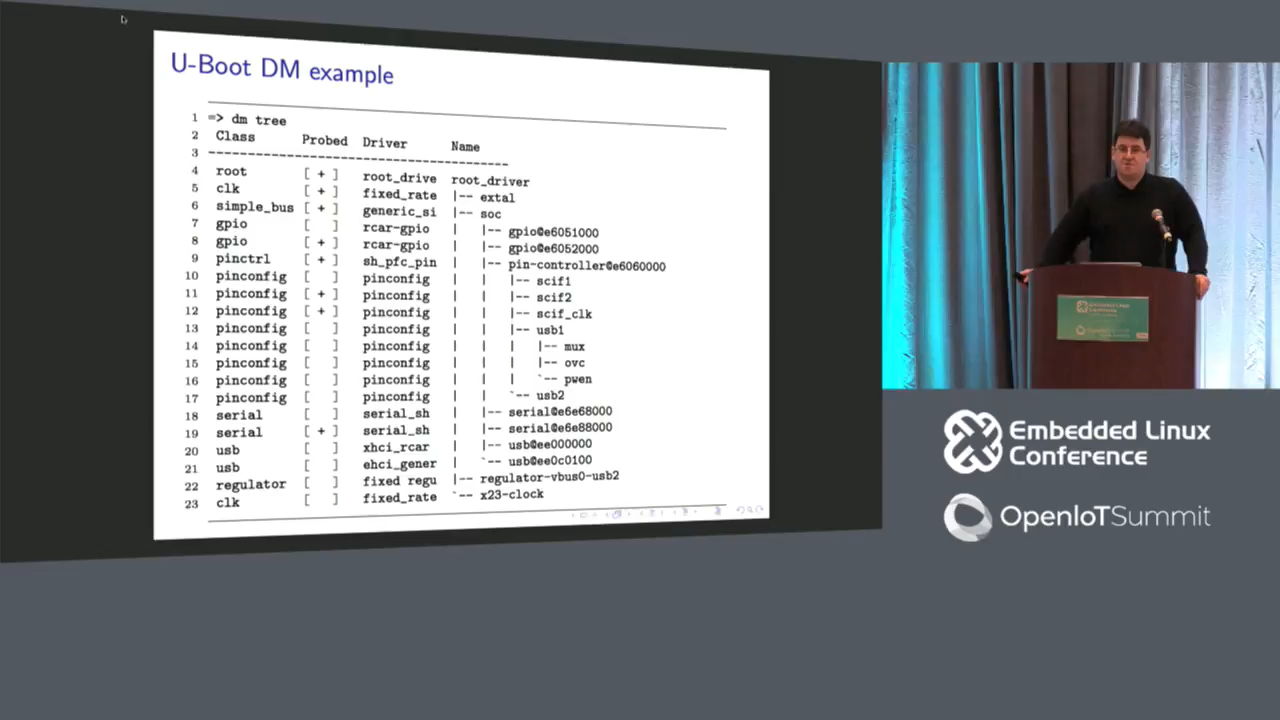 U-Boot DM example
1 => dm tree
2 Class Probed Driver Name
3 -----------------------------------------
4 root [ + ] root_drive root_driver
5 clk [ + ] fixed_rate |-- extal
6 simple_bus [ + ] generic_si |-- soc
7 gpio [ ] rcar-gpio | |-- gpio@e6051000
8 gpio [ + ] rcar-gpio | |-- gpio@e6052000
9 pinctrl [ + ] sh_pfc_pin | |-- pin-controller@e6060000
10 pinconfig [ ] pinconfig | | |-- scif1
11 pinconfig [ + ] pinconfig | | |-- scif2
12 pinconfig [ + ] pinconfig | | |-- scif_clk
13 pinconfig [ ] pinconfig | | |-- usb1
14 pinconfig [ ] pinconfig | | | |-- mux
15 pinconfig [ ] pinconfig | | | |-- ovc
16 pinconfig [ ] pinconfig | | | `-- pwen
17 pinconfig [ ] pinconfig | | `-- usb2
18 serial [ ] serial_sh | |-- serial@e6e68000
19 serial [ + ] serial_sh | |-- serial@e6e88000
20 usb [ ] xhci_rcar | |-- usb@ee000000
21 usb [ ] ehci_gener | `-- usb@ee0c0100
22 regulator [ ] fixed regu |-- regulator-vbus0-usb2
23 clk [ ] fixed_rate `-- x23-clock
Embedded Linux
Conference
OpenIoTSummit
Embedded Linux
Conference
OpenIoTSummit